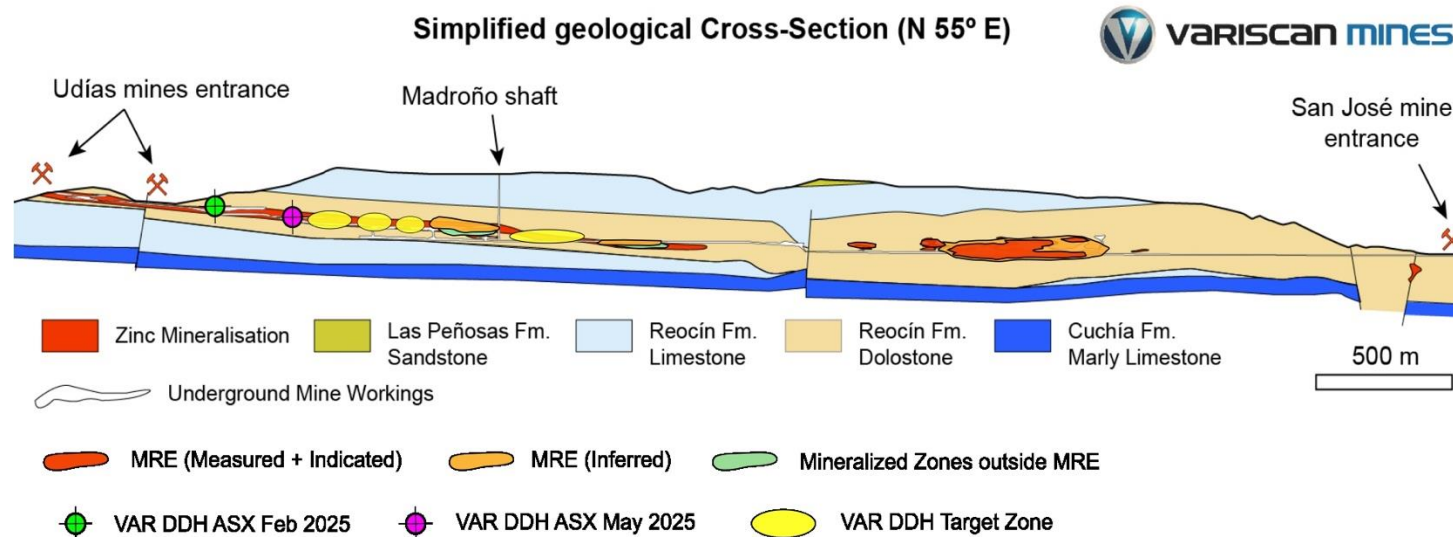 Simplified geological Cross-Section (N 55º E)
VARISCAN MINES
Udías mines entrance
Madroño shaft
San José mine
entrance
Zinc Mineralisation
Las Peñosas Fm.
Sandstone
Reocín Fm.
Limestone
Reocín Fm.
Dolostone
Cuchía Fm.
Marly Limestone
500 m
Underground Mine Workings
MRE (Measured + Indicated)
MRE (Inferred)
Mineralized Zones outside MRE
VAR DDH ASX Feb 2025
VAR DDH ASX May 2025
VAR DDH Target Zone